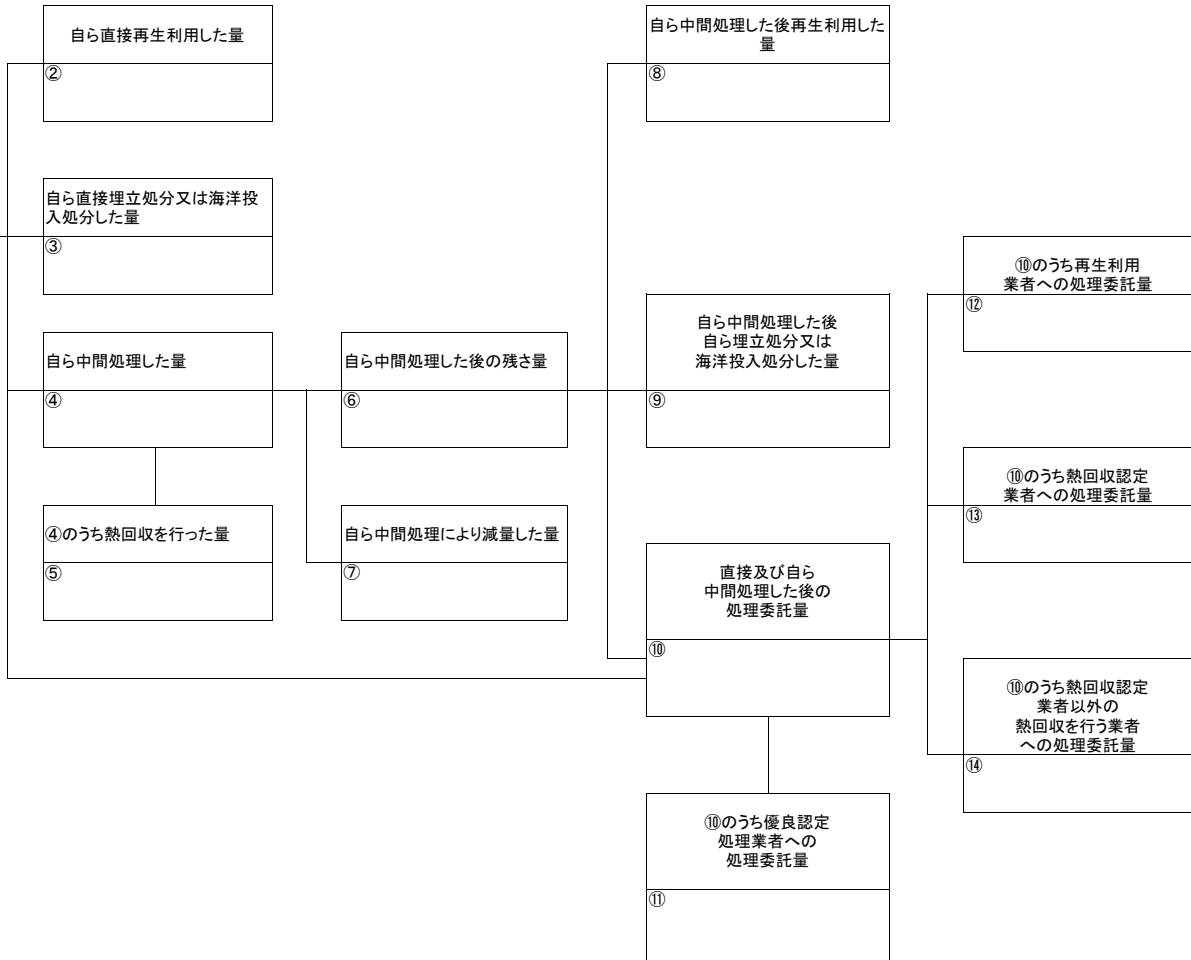 自ら直接再生利用した量
②
自ら直接埋立処分又は海洋投
入処分した量
③
自ら中間処理した量
④
④のうち熱回収を行った量
⑤
自ら中間処理した後の残さ量
⑥
自ら中間処理により減量した量
⑦
自ら中間処理した後再生利用した
量
⑧
自ら中間処理した後
自ら埋立処分又は
海洋投入処分した量
⑨
直接及び自ら
中間処理した後の
処理委託量
⑩
⑩のうち優良認定
処理業者への
処理委託量
⑪
⑩のうち再生利用
業者への処理委託量
⑫
⑩のうち熱回収認定
業者への処理委託量
⑬
⑩のうち熱回収認定
業者以外の
熱回収を行う業者
への処理委託量
⑭